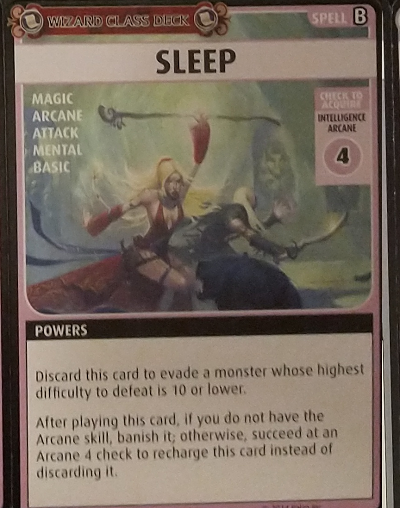 WIZARD CLASS DECK
SPELL B
SLEEP
MAGIC
ARCANE
ATTACK
MENTAL
BASIC
CHECK TO
ACQUIRE
INTELLIGENCE
ARCANE
4
POWERS
Discard this card to evade a monster whose highest
difficulty to defeat is 10 or lower.
After playing this card, if you do not have the
Arcane skill, banish it; otherwise, succeed at an
Arcane 4 check to recharge this card instead of
discarding it.